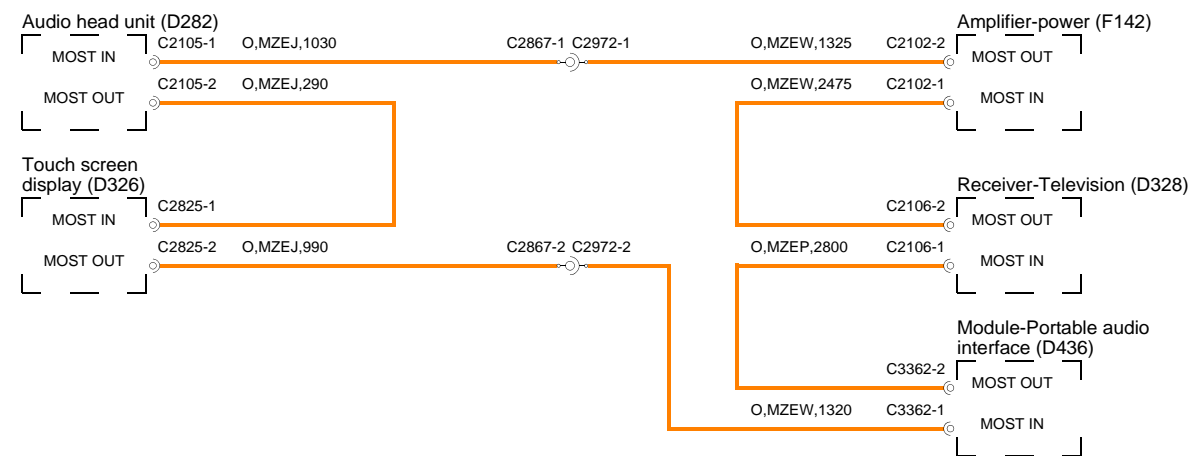 Audio head unit (D282)
MOST IN
C2105-1
O,MZEJ,1030
C2867-1 C2972-1
O,MZEW,1325
C2102-2
Amplifier-power (F142)
MOST OUT
MOST OUT
C2105-2
O,MZEJ,290
O,MZEW,2475
C2102-1
MOST IN
Touch screen
display (D326)
MOST IN
C2825-1
C2106-2
Receiver-Television (D328)
MOST OUT
MOST OUT
C2825-2
O,MZEJ,990
C2867-2 C2972-2
O,MZEP,2800
C2106-1
MOST IN
Module-Portable audio
interface (D436)
C3362-2
MOST OUT
O,MZEW,1320
C3362-1
MOST IN